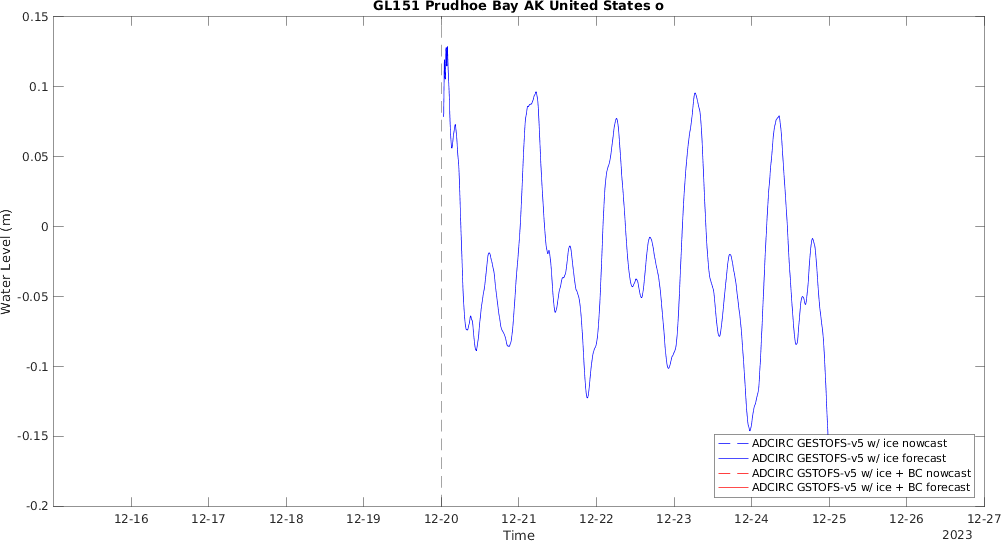 GL151 Prudhoe Bay AK United States o
0.15
0.1
0.05
0
-0.05
-0.1
-0.15
-0.2
Water Level (m)
ADCIRC GESTOFS-v5 w/ ice nowcast
ADCIRC GESTOFS-v5 w/ ice forecast
ADCIRC GSTOFS-v5 w/ ice + BC nowcast
ADCIRC GSTOFS-v5 w/ ice + BC forecast
12-16 12-17 12-18 12-19 12-20 12-21 12-22 12-23 12-24 12-25 12-26 12-27
Time
2023